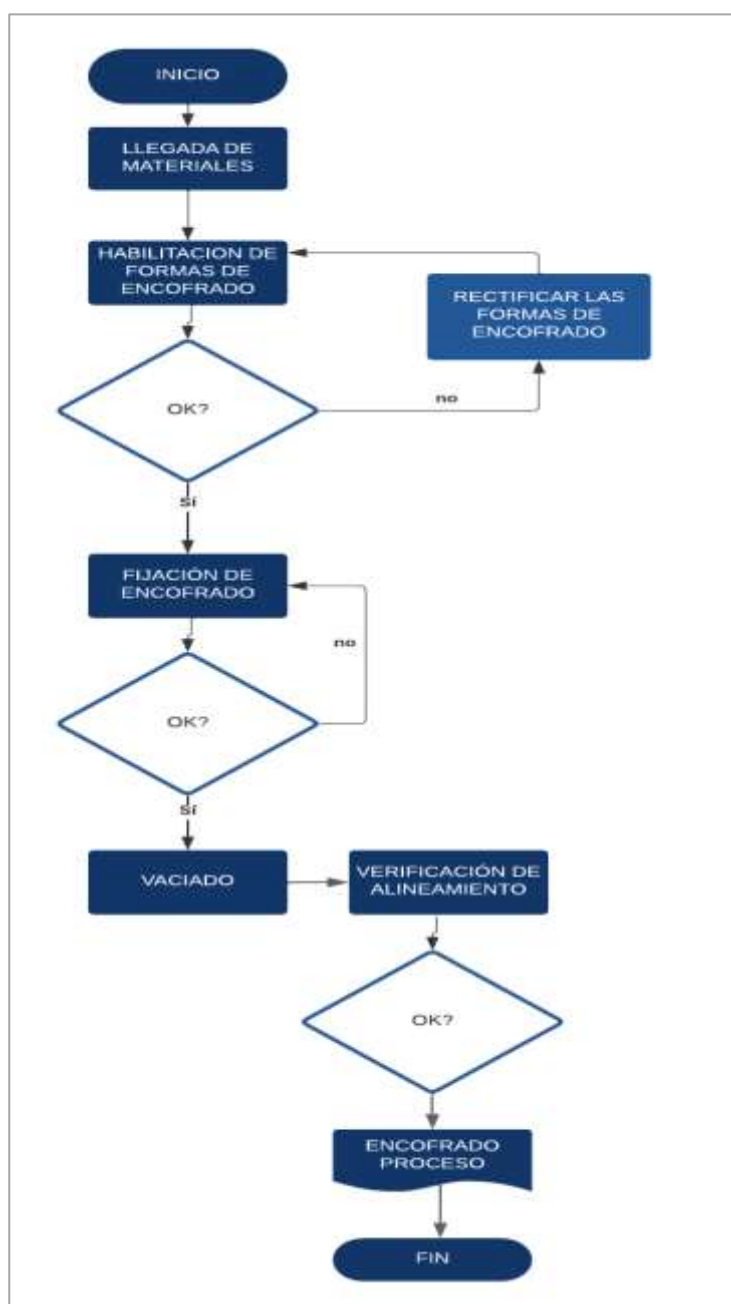 INICIO
LLEGADA DE
MATERIALES
HABILITACION DE
FORMAS DE
ENCOFRADO
RECTIFICAR LAS
FORMAS DE
ENCOFRADO
OK?
no
Sí
FIJACIÓN DE
ENCOFRADO
no
OK?
Sí
VACIADO
VERIFICACIÓN DE
ALINEAMIENTO
OK?
ENCOFRADO
PROCESO
FIN